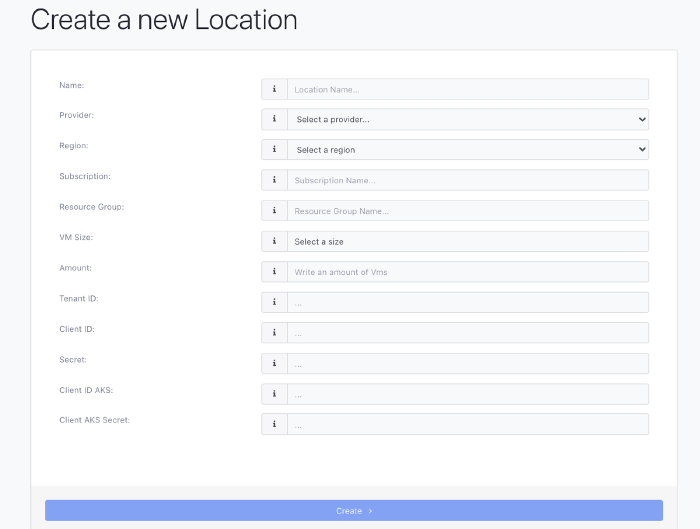 Create a new Location
Name: i Location Name...
Provider: i Select a provider...
Region: i Select a region
Subscription: i Subscription Name...
Resource Group: i Resource Group Name...
VM Size: i Select a size
Amount: i Write an amount of Vms
Tenant ID: i ...
Client ID: i ...
Secret: i ...
Client ID AKS: i ...
Client AKS Secret: i ...
Create ›